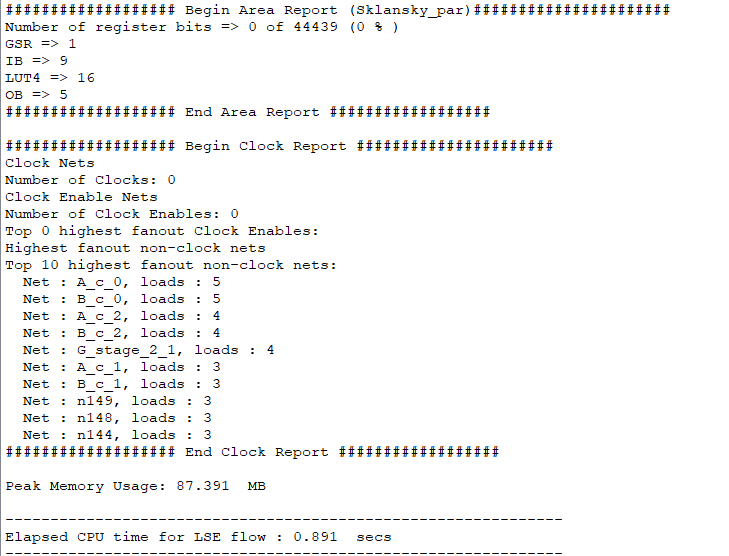 ################### Begin Area Report (Sklansky_par)######################
Number of register bits => 0 of 44439 (0 % )
GSR => 1
IB => 9
LUT4 => 16
OB => 5
################### End Area Report ##################
################### Begin Clock Report ######################
Clock Nets
Number of Clocks: 0
Clock Enable Nets
Number of Clock Enables: 0
Top 0 highest fanout Clock Enables:
Highest fanout non-clock nets
Top 10 highest fanout non-clock nets:
Net : A_c_0, loads : 5
Net : B_c_0, loads : 5
Net : A_c_2, loads : 4
Net : B_c_2, loads : 4
Net : G_stage_2_1, loads : 4
Net : A_c_1, loads : 3
Net : B_c_1, loads : 3
Net : n149, loads : 3
Net : n148, loads : 3
Net : n144, loads : 3
################### End Clock Report ##################
Peak Memory Usage: 87.391  MB
--------------------------------------------------------------
Elapsed CPU time for LSE flow : 0.891  secs
--------------------------------------------------------------